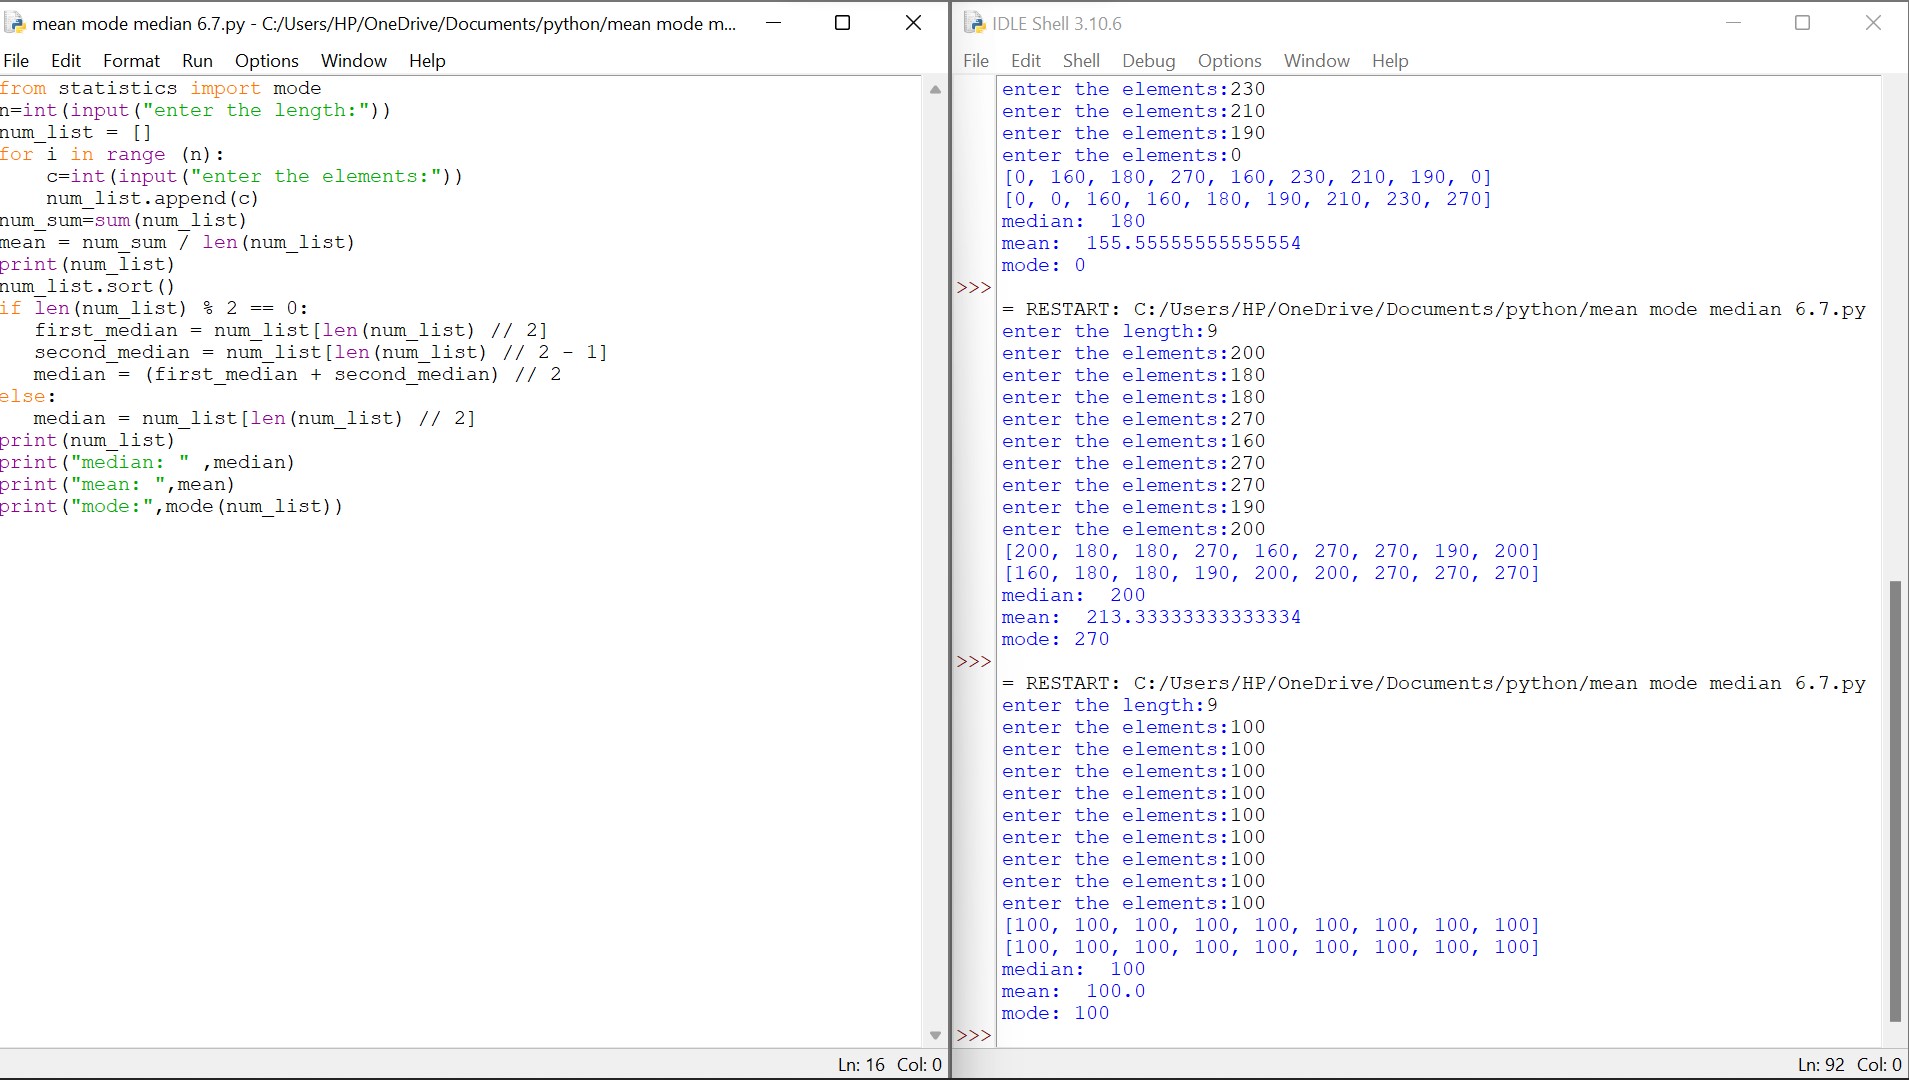 mean mode median 6.7.py - C:/Users/HP/OneDrive/Documents/python/mean mode m...
File Edit Format Run Options Window Help
from statistics import mode
n=int(input("enter the length:"))
num_list = []
for i in range (n):
    c=int(input("enter the elements:"))
    num_list.append(c)
num_sum=sum(num_list)
mean = num_sum / len(num_list)
print(num_list)
num_list.sort()
if len(num_list) % 2 == 0:
   first_median = num_list[len(num_list) // 2]
   second_median = num_list[len(num_list) // 2 - 1]
   median = (first_median + second_median) // 2
else:
   median = num_list[len(num_list) // 2]
print(num_list)
print("median: " ,median)
print("mean: ",mean)
print("mode:",mode(num_list))
Ln: 16 Col: 0
IDLE Shell 3.10.6
File Edit Shell Debug Options Window Help
enter the elements:230
enter the elements:210
enter the elements:190
enter the elements:0
[0, 160, 180, 270, 160, 230, 210, 190, 0]
[0, 0, 160, 160, 180, 190, 210, 230, 270]
median:  180
mean:  155.55555555555554
mode: 0
>>>
= RESTART: C:/Users/HP/OneDrive/Documents/python/mean mode median 6.7.py
enter the length:9
enter the elements:200
enter the elements:180
enter the elements:180
enter the elements:270
enter the elements:160
enter the elements:270
enter the elements:270
enter the elements:190
enter the elements:200
[200, 180, 180, 270, 160, 270, 270, 190, 200]
[160, 180, 180, 190, 200, 200, 270, 270, 270]
median:  200
mean:  213.33333333333334
mode: 270
>>>
= RESTART: C:/Users/HP/OneDrive/Documents/python/mean mode median 6.7.py
enter the length:9
enter the elements:100
enter the elements:100
enter the elements:100
enter the elements:100
enter the elements:100
enter the elements:100
enter the elements:100
enter the elements:100
enter the elements:100
[100, 100, 100, 100, 100, 100, 100, 100, 100]
[100, 100, 100, 100, 100, 100, 100, 100, 100]
median:  100
mean:  100.0
mode: 100
>>>
Ln: 92 Col: 0